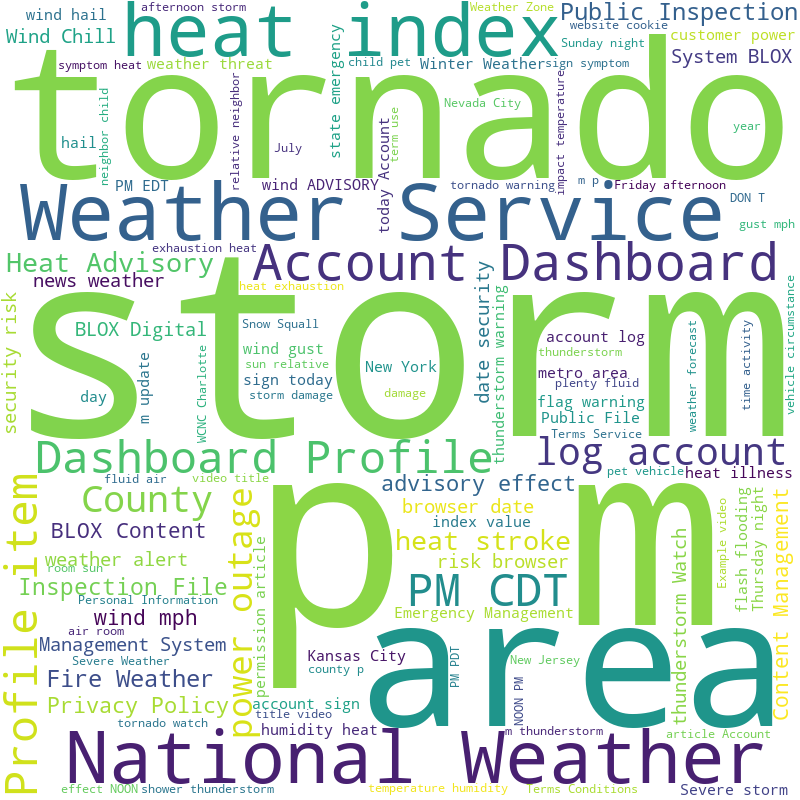 wind hail
afternoon storm
heat index
Weather Zone
Public Inspection
Wind Chill
website cookie
Sunday night
customer power
symptom heat
weather threat
child pet
Winter Weather
sign symptom
System BLOX
tornado
hail
neighbor child
relative neighbor
July
state emergency
term use
Nevada City
impact temperature
year
PM EDT
wind ADVISORY
today Account
tornado warning
m p
Friday afternoon
DON T
Weather Service
gust mph
exhaustion heat
Heat Advisory
Account Dashboard
news weather
heat exhaustion
date security
storm
security risk
BLOX Digital
Snow Squall
wind gust
sun relative
New York
account log
thunderstorm
thunderstorm warning
weather forecast
time activity
vehicle circumstance
m update
WCNC Charlotte
day
sign today
storm damage
damage
metro area
plenty fluid
flag warning
Public File
Terms Service
Dashboard Profile
log account
fluid air
video title
advisory effect
pet vehicle
heat illness
Profile item
County
power outage
permission article
p m
browser date
index value
BLOX Content
heat stroke
weather alert
room sun
risk browser
Inspection File
PM CDT
Personal Information
Emergency Management
wind mph
air room
Management System
Severe Weather
Kansas City
county p
PM PDT
New Jersey
NOON PM
thunderstorm Watch
Example video
flash flooding
Thursday night
Content Management
area
Fire Weather
Privacy Policy
account sign
title video
tornado watch
humidity heat
m thunderstorm
article Account
National Weather
effect NOON
shower thunderstorm
temperature humidity
Terms Conditions
Severe storm